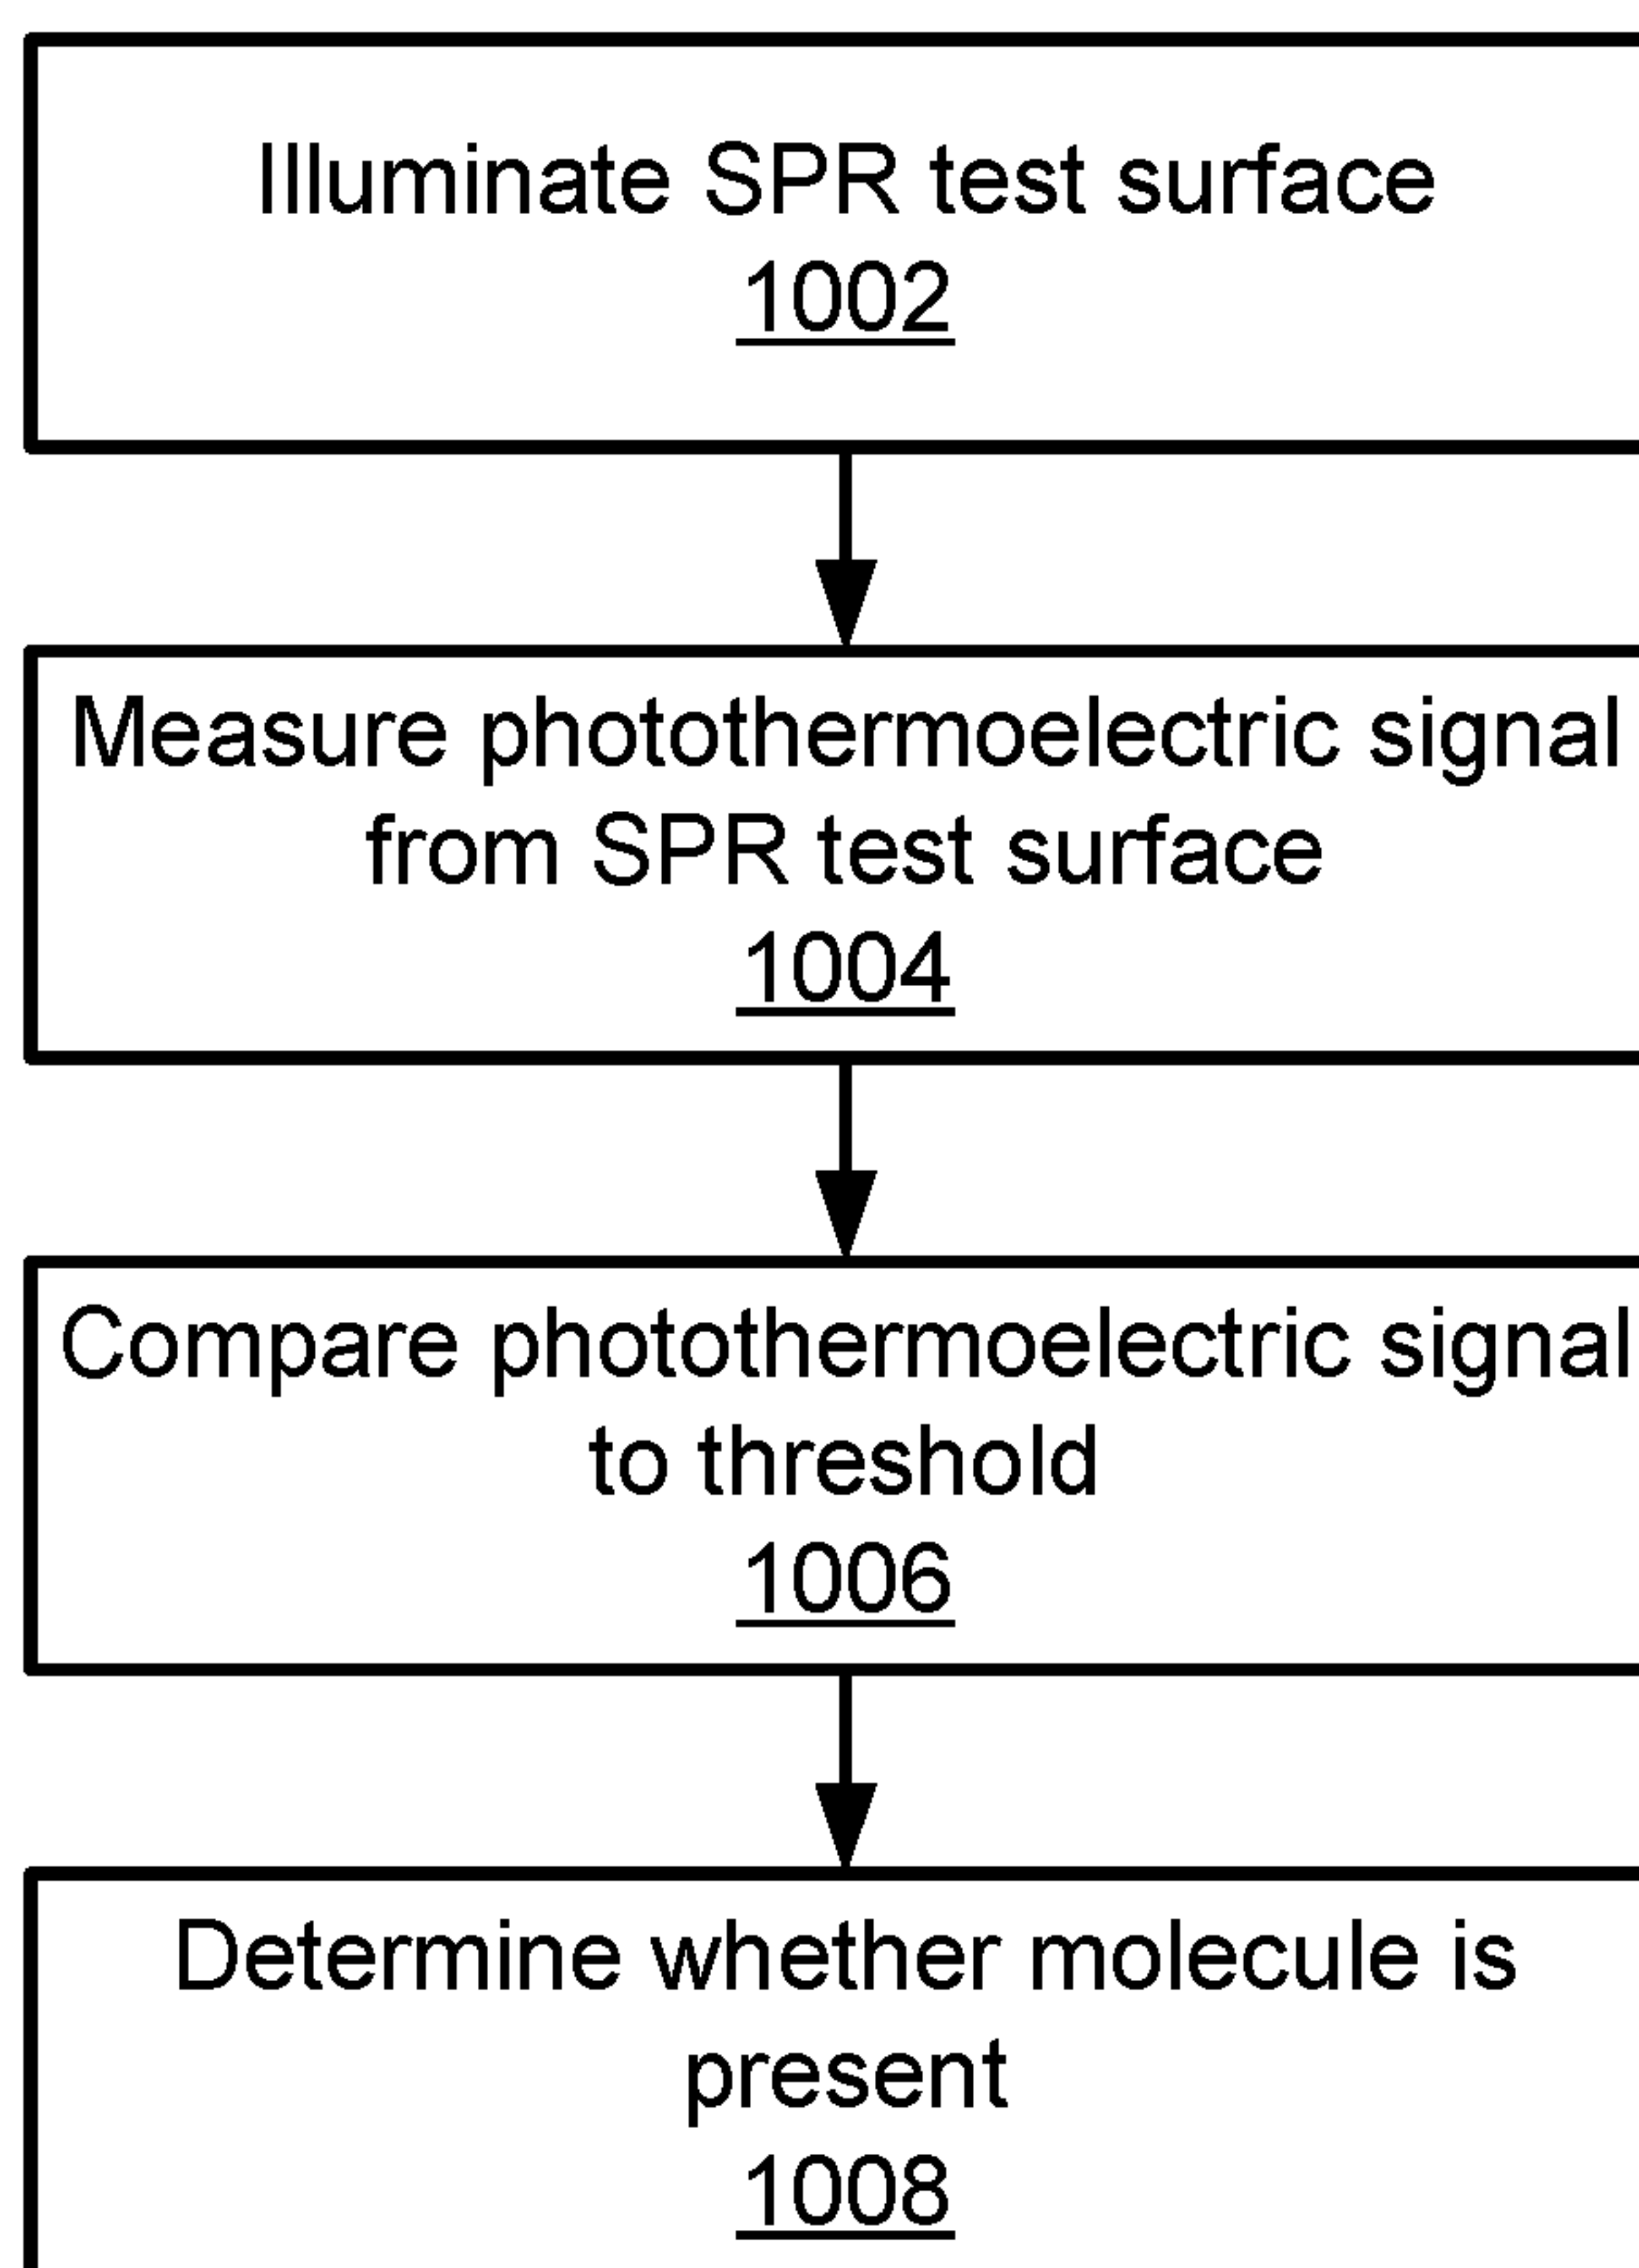 Illuminate SPR test surface
1002
Measure photothermoelectric signal
from SPR test surface
1004
Compare photothermoelectric signal
to threshold
1006
Determine whether molecule is
present
1008